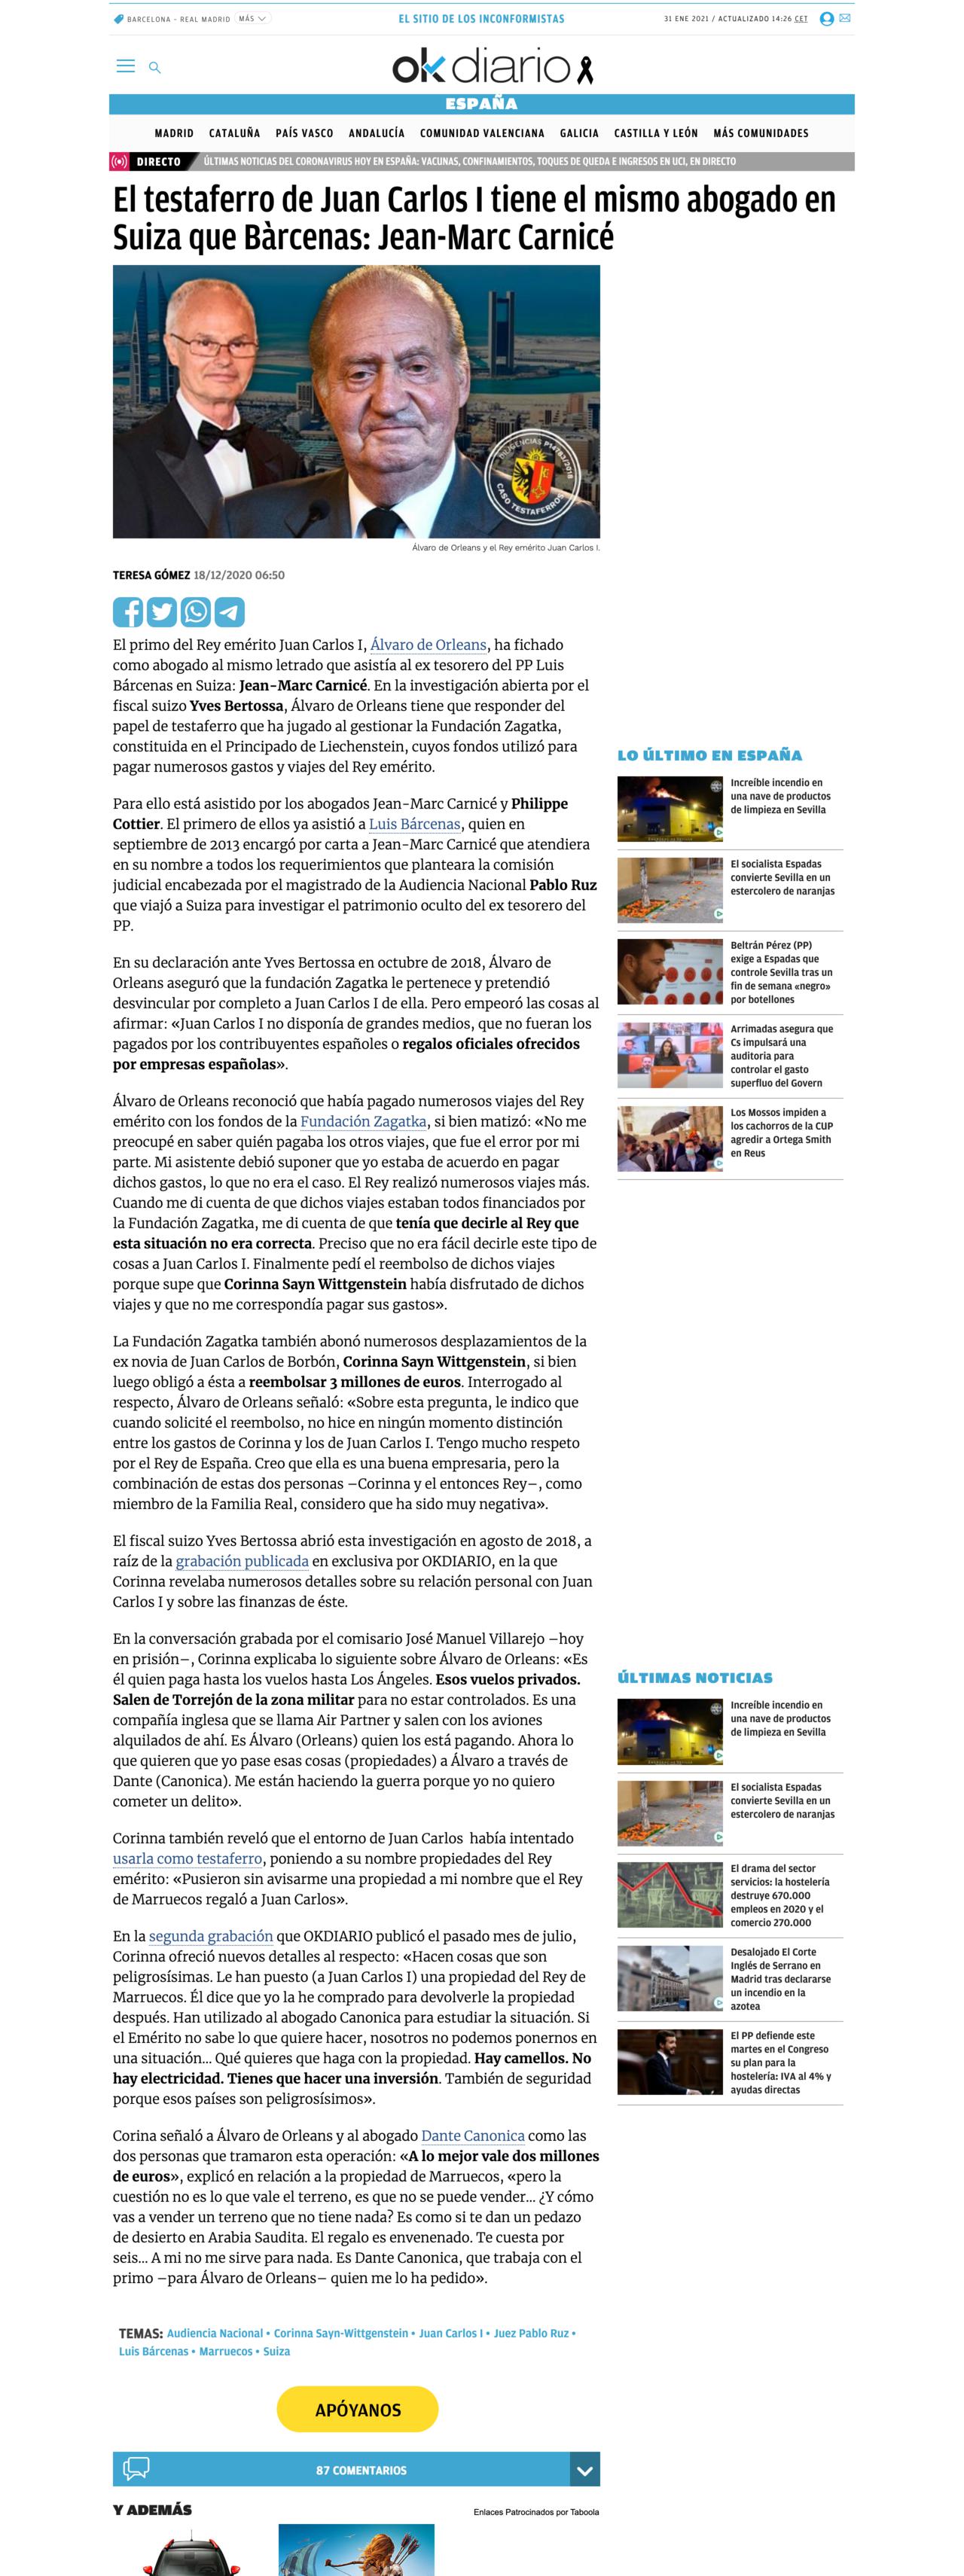 BARCELONA - REAL MADRID MÁS
EL SITIO DE LOS INCONFORMISTAS
31 ENE 2021 / ACTUALIZADO 14:26 CET
okdiario
ESPAÑA
MADRID CATALUÑA PAÍS VASCO ANDALUCÍA COMUNIDAD VALENCIANA GALICIA CASTILLA Y LEÓN MÁS COMUNIDADES
DIRECTO ÚLTIMAS NOTICIAS DEL CORONAVIRUS HOY EN ESPAÑA: VACUNAS, CONFINAMIENTOS, TOQUES DE QUEDA E INGRESOS EN UCI, EN DIRECTO
El testaferro de Juan Carlos I tiene el mismo abogado en
Suiza que Bàrcenas: Jean-Marc Carnicé
CASO TESTAFERROS
Álvaro de Orleans y el Rey emérito Juan Carlos I.
TERESA GÓMEZ 18/12/2020 06:50
El primo del Rey emérito Juan Carlos I, Álvaro de Orleans, ha fichado
como abogado al mismo letrado que asistía al ex tesorero del PP Luis
Bárcenas en Suiza: Jean-Marc Carnicé. En la investigación abierta por el
fiscal suizo Yves Bertossa, Álvaro de Orleans tiene que responder del
papel de testaferro que ha jugado al gestionar la Fundación Zagatka,
constituida en el Principado de Liechenstein, cuyos fondos utilizó para
pagar numerosos gastos y viajes del Rey emérito.
Para ello está asistido por los abogados Jean-Marc Carnicé y Philippe
Cottier. El primero de ellos ya asistió a Luis Bárcenas, quien en
septiembre de 2013 encargó por carta a Jean-Marc Carnicé que atendiera
en su nombre a todos los requerimientos que planteara la comisión
judicial encabezada por el magistrado de la Audiencia Nacional Pablo Ruz
que viajó a Suiza para investigar el patrimonio oculto del ex tesorero del
PP.
En su declaración ante Yves Bertossa en octubre de 2018, Álvaro de
Orleans aseguró que la fundación Zagatka le pertenece y pretendió
desvincular por completo a Juan Carlos I de ella. Pero empeoró las cosas al
afirmar: «Juan Carlos I no disponía de grandes medios, que no fueran los
pagados por los contribuyentes españoles o regalos oficiales ofrecidos
por empresas españolas».
Álvaro de Orleans reconoció que había pagado numerosos viajes del Rey
emérito con los fondos de la Fundación Zagatka, si bien matizó: «No me
preocupé en saber quién pagaba los otros viajes, que fue el error por mi
parte. Mi asistente debió suponer que yo estaba de acuerdo en pagar
dichos gastos, lo que no era el caso. El Rey realizó numerosos viajes más.
Cuando me di cuenta de que dichos viajes estaban todos financiados por
la Fundación Zagatka, me di cuenta de que tenía que decirle al Rey que
esta situación no era correcta. Preciso que no era fácil decirle este tipo de
cosas a Juan Carlos I. Finalmente pedí el reembolso de dichos viajes
porque supe que Corinna Sayn Wittgenstein había disfrutado de dichos
viajes y que no me correspondía pagar sus gastos».
La Fundación Zagatka también abonó numerosos desplazamientos de la
ex novia de Juan Carlos de Borbón, Corinna Sayn Wittgenstein, si bien
luego obligó a ésta a reembolsar 3 millones de euros. Interrogado al
respecto, Álvaro de Orleans señaló: «Sobre esta pregunta, le indico que
cuando solicité el reembolso, no hice en ningún momento distinción
entre los gastos de Corinna y los de Juan Carlos I. Tengo mucho respeto
por el Rey de España. Creo que ella es una buena empresaria, pero la
combinación de estas dos personas –Corinna y el entonces Rey–, como
miembro de la Familia Real, considero que ha sido muy negativa».
El fiscal suizo Yves Bertossa abrió esta investigación en agosto de 2018, a
raíz de la grabación publicada en exclusiva por OKDIARIO, en la que
Corinna revelaba numerosos detalles sobre su relación personal con Juan
Carlos I y sobre las finanzas de éste.
En la conversación grabada por el comisario José Manuel Villarejo –hoy
en prisión–, Corinna explicaba lo siguiente sobre Álvaro de Orleans: «Es
él quien paga hasta los vuelos hasta Los Ángeles. Esos vuelos privados.
Salen de Torrejón de la zona militar para no estar controlados. Es una
compañía inglesa que se llama Air Partner y salen con los aviones
alquilados de ahí. Es Álvaro (Orleans) quien los está pagando. Ahora lo
que quieren que yo pase esas cosas (propiedades) a Álvaro a través de
Dante (Canonica). Me están haciendo la guerra porque yo no quiero
cometer un delito».
Corinna también reveló que el entorno de Juan Carlos había intentado
usarla como testaferro, poniendo a su nombre propiedades del Rey
emérito: «Pusieron sin avisarme una propiedad a mi nombre que el Rey
de Marruecos regaló a Juan Carlos».
En la segunda grabación que OKDIARIO publicó el pasado mes de julio,
Corinna ofreció nuevos detalles al respecto: «Hacen cosas que son
peligrosísimas. Le han puesto (a Juan Carlos I) una propiedad del Rey de
Marruecos. Él dice que yo la he comprado para devolverle la propiedad
después. Han utilizado al abogado Canonica para estudiar la situación. Si
el Emérito no sabe lo que quiere hacer, nosotros no podemos ponernos en
una situación... Qué quieres que haga con la propiedad. Hay camellos. No
hay electricidad. Tienes que hacer una inversión. También de seguridad
porque esos países son peligrosísimos».
Corina señaló a Álvaro de Orleans y al abogado Dante Canonica como las
dos personas que tramaron esta operación: «A lo mejor vale dos millones
de euros», explicó en relación a la propiedad de Marruecos, «pero la
cuestión no es lo que vale el terreno, es que no se puede vender... ¿Y cómo
vas a vender un terreno que no tiene nada? Es como si te dan un pedazo
de desierto en Arabia Saudita. El regalo es envenenado. Te cuesta por
seis... A mi no me sirve para nada. Es Dante Canonica, que trabaja con el
primo –para Álvaro de Orleans– quien me lo ha pedido».
TEMAS: Audiencia Nacional • Corinna Sayn-Wittgenstein • Juan Carlos I • Juez Pablo Ruz •
Luis Bárcenas • Marruecos • Suiza
APÓYANOS
87 COMENTARIOS
Y ADEMÁS
Enlaces Patrocinados por Taboola
LO ÚLTIMO EN ESPAÑA
Increíble incendio en
una nave de productos
de limpieza en Sevilla
El socialista Espadas
convierte Sevilla en un
estercolero de naranjas
Beltrán Pérez (PP)
exige a Espadas que
controle Sevilla tras un
fin de semana «negro»
por botellones
Arrimadas asegura que
Cs impulsará una
auditoria para
controlar el gasto
superfluo del Govern
Los Mossos impiden a
los cachorros de la CUP
agredir a Ortega Smith
en Reus
ÚLTIMAS NOTICIAS
Increíble incendio en
una nave de productos
de limpieza en Sevilla
El socialista Espadas
convierte Sevilla en un
estercolero de naranjas
El drama del sector
servicios: la hostelería
destruye 670.000
empleos en 2020 y el
comercio 270.000
Desalojado El Corte
Inglés de Serrano en
Madrid tras declararse
un incendio en la
azotea
El PP defiende este
martes en el Congreso
su plan para la
hostelería: IVA al 4% y
ayudas directas